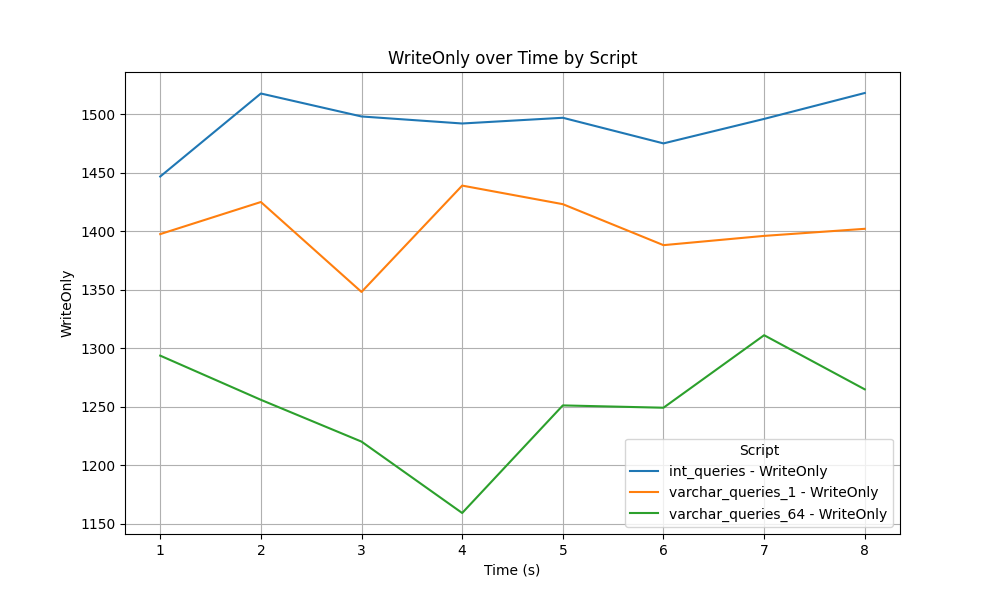 WriteOnly over Time by Script
WriteOnly
1500
1450
1400
1350
1300
1250
1200
1150
1 2 3 4 5 6 7 8
Time (s)
Script
int_queries - WriteOnly
varchar_queries_1 - WriteOnly
varchar_queries_64 - WriteOnly